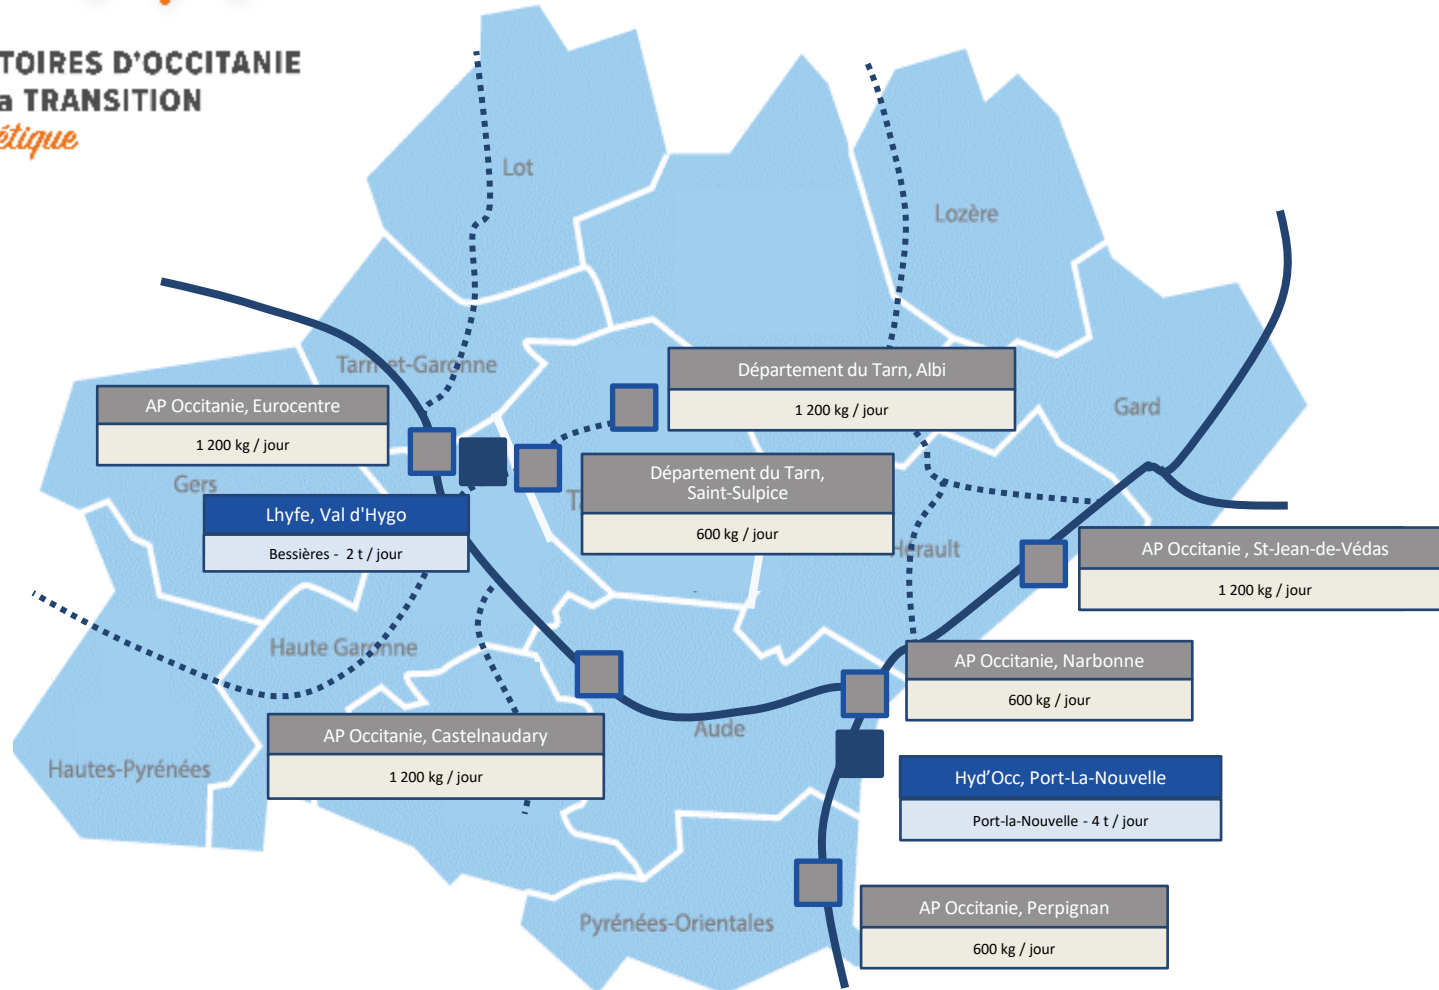 TOIRES D'OCCITANIE
a TRANSITION
étique
Lot
Lozère
Tarn-et-Garonne
Département du Tarn, Albi
1 200 kg / jour
AP Occitanie, Eurocentre
1 200 kg / jour
Gard
Gers
Département du Tarn,
Saint-Sulpice
600 kg / jour
Ta
Lhyfe, Val d'Hygo
Bessières - 2 t / jour
Hérault
AP Occitanie , St-Jean-de-Védas
1 200 kg / jour
Haute Garonne
AP Occitanie, Narbonne
600 kg / jour
AP Occitanie, Castelnaudary
1 200 kg / jour
Aude
Hautes-Pyrénées
Hyd'Occ, Port-La-Nouvelle
Port-la-Nouvelle - 4 t / jour
AP Occitanie, Perpignan
600 kg / jour
Pyrénées-Orientales